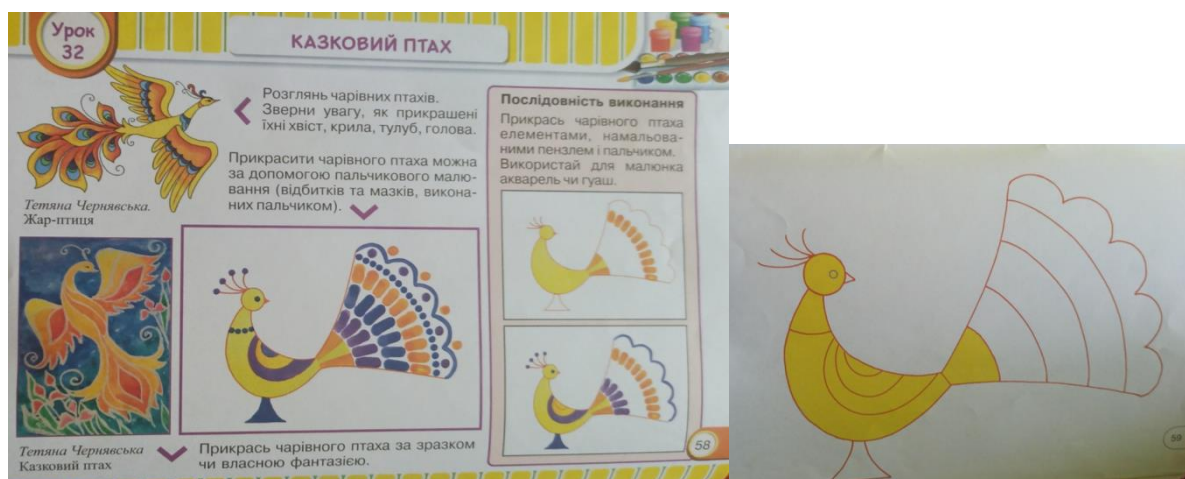 Урок
32
КАЗКОВИЙ ПТАХ
Розглянь чарівних птахів.
Зверни увагу, як прикрашені
їхні хвіст, крила, тулуб, голова.
Прикрасити чарівного птаха можна
за допомогою пальчикового малю-
вання (відбитків та мазків, викона-
них пальчиком).
Тетяна Чернявська.
Жар-птиця
Тетяна Чернявська
Казковий птах
Прикрась чарівного птаха за зразком
чи власною фантазією.
Послідовність виконання
Прикрась чарівного птаха
елементами, намальова-
ними пензлем і пальчиком.
Використай для малюнка
акварель чи гуаш.
58
59